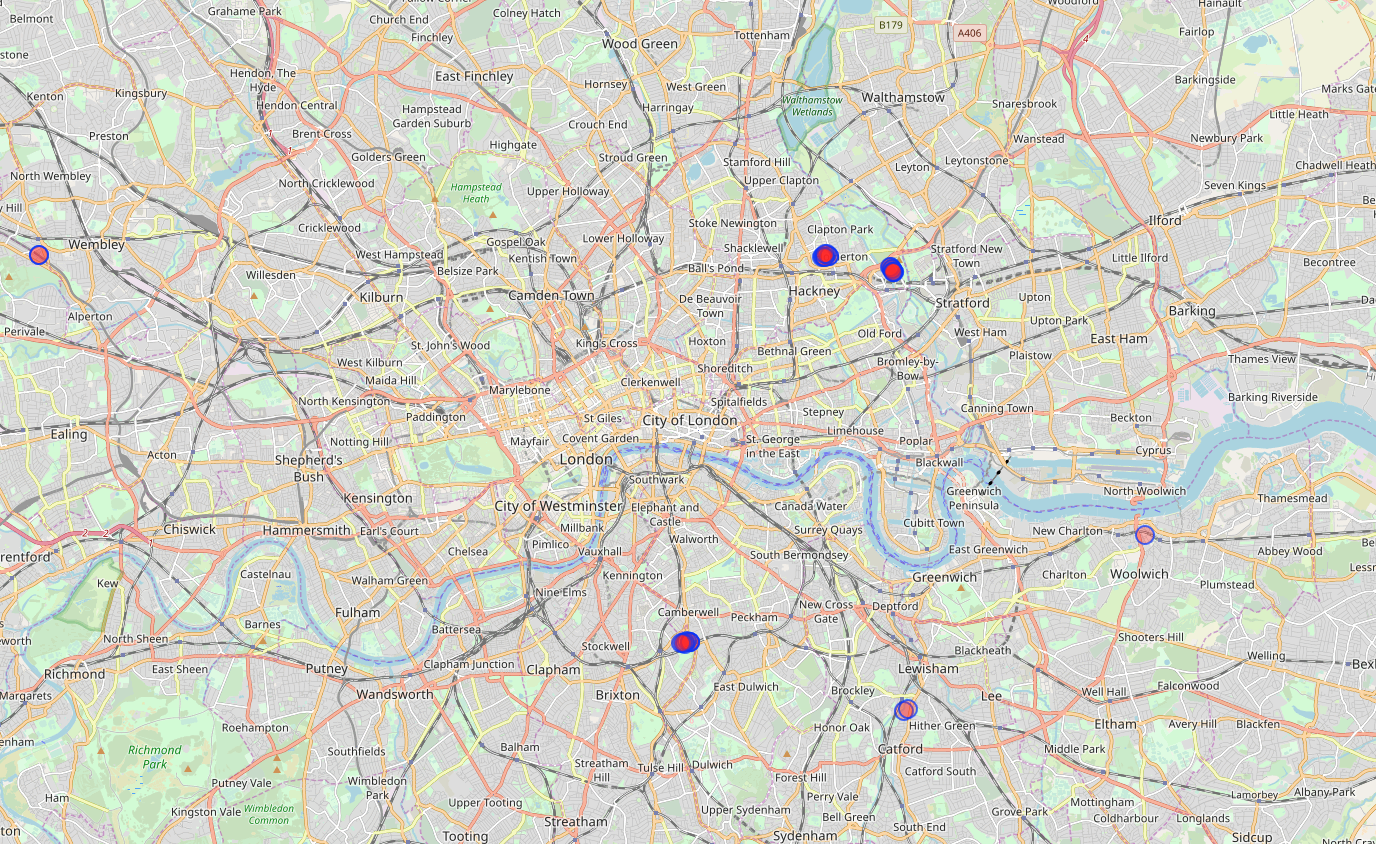 Belmont
Grahame Park
Church End
Colney Hatch
Tottenham
B179
A406
Woodford
Hainault
Finchley
Wood Green
Fairlop
4
Hendon, The
Hyde
East Finchley
Hornsey
West Green
Barkingside
Marks Gate
Kenton
Kingsbury
Hendon Central
Hampstead
Garden Suburb
Harringay
Walthamstow
Wetlands
Walthamstow
Snaresbrook
Little Heath
Preston
Brent Cross
Crouch End
Wanstead
Newbury Park
1
1
Golders Green
Highgate
Stroud Green
Stamford Hill
Leyton
Leytonstone
Chadwell Heath
North Wembley
North Cricklewood
Hampstead
Heath
Upper Holloway
Upper Clapton
Seven Kings
Cricklewood
Lower Holloway
Stoke Newington
Clapton Park
Ilford
Wembley
West Hampstead
Gospel Oak
Kentish Town
Shacklewell
erton
Stratford New
Town
Little Ilford
Becontree
Willesden
Belsize Park
Ball's Pond
Kilburn
Camden Town
De Beauvoir
Town
Hackney
Stratford
Upton
Barking
Alperton
Perivale
St. John's Wood
King's Cross
Hoxton
Old Ford
West Ham
Upton Park
East Ham
West Kilburn
Maida Hill
Bethnal Green
Bromley-by-
Bow
Plaistow
Thames View
North Kensington
Marylebone
Clerkenwell
Shoreditch
Barking Riverside
Paddington
St Giles
Spitalfields
Stepney
Canning Town
Beckton
Ealing
Notting Hill
Mayfair
Covent Garden
City of London
St. George
in the East
Limehouse
Poplar
Cyprus
Acton
Shepherd's
Bush
London
Blackwall
Kensington
Southwark
Greenwich
Peninsula
North Woolwich
Thamesmead
City of Westminster
Elephant and
Castle
Canada Water
Chiswick
Hammersmith
Earl's Court
Millbank
Surrey Quays
Cubitt Town
New Charlton
2
2
1
Pimlico
Vauxhall
Walworth
South Bermondsey
East Greenwich
Abbey Wood
Chelsea
Kew
Castelnau
Walham Green
Kennington
Greenwich
Charlton
Woolwich
Plumstead
Nine Elms
Fulham
Camberwell
Peckham
New Cross
Gate
Deptford
Barnes
Battersea
Shooters Hill
North Sheen
Stockwell
Blackheath
Richmond
East Sheen
Putney
Clapham Junction
Clapham
Lewisham
Welling
Wandsworth
Brixton
East Dulwich
Brockley
Lee
Well Hall
Falconwood
Roehampton
Honor Oak
Hither Green
Eltham
Avery Hill
Blackfen
Richmond
Park
Southfields
Balham
Catford
Middle Park
Streatham
Hill
Tulse Hill
Dulwich
Forest Hill
Catford South
Putney Vale
Wimbledon
Park
Ham
Kingston Vale
Wimbledon
Common
Upper Tooting
Upper Sydenham
Perry Vale
Bell Green
Grove Park
Mottingham
Coldharbour
Lamorbey
Albany Park
Longlands
Streatham
South End
Tooting
Sydenham
Sidcup